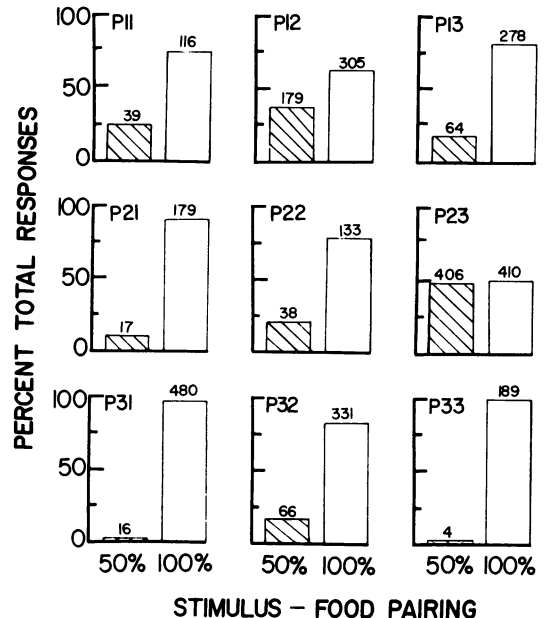 PERCENT TOTAL RESPONSES
100%
50
0
P11
39
116
P12
179
305
P13
64
278
100
50
0
P21
17
179
P22
38
133
P23
406
410
100
50
0
P31
16
480
P32
66
331
P33
4
189
50% 100% 50% 100% 50% 100%
STIMULUS – FOOD PAIRING